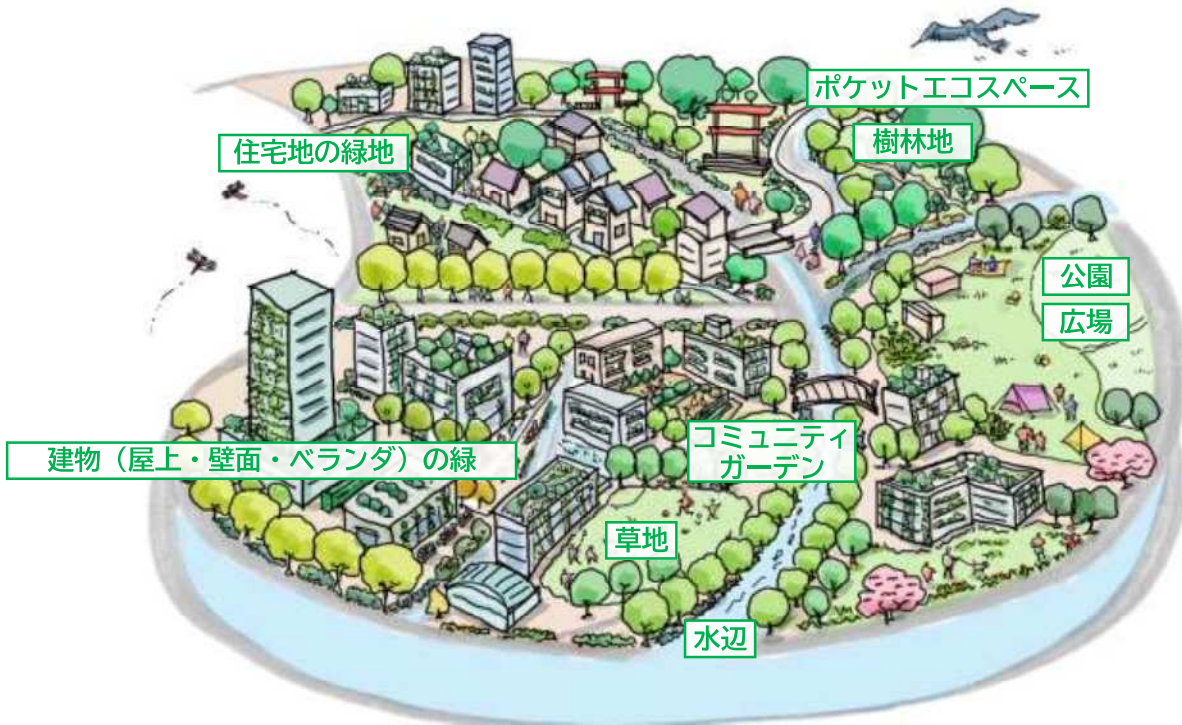 ポケットエコスペース
樹林地
住宅地の緑地
公園
広場
コミュニティ
ガーデン
建物（屋上・壁面・ベランダ）の緑
草地
水辺